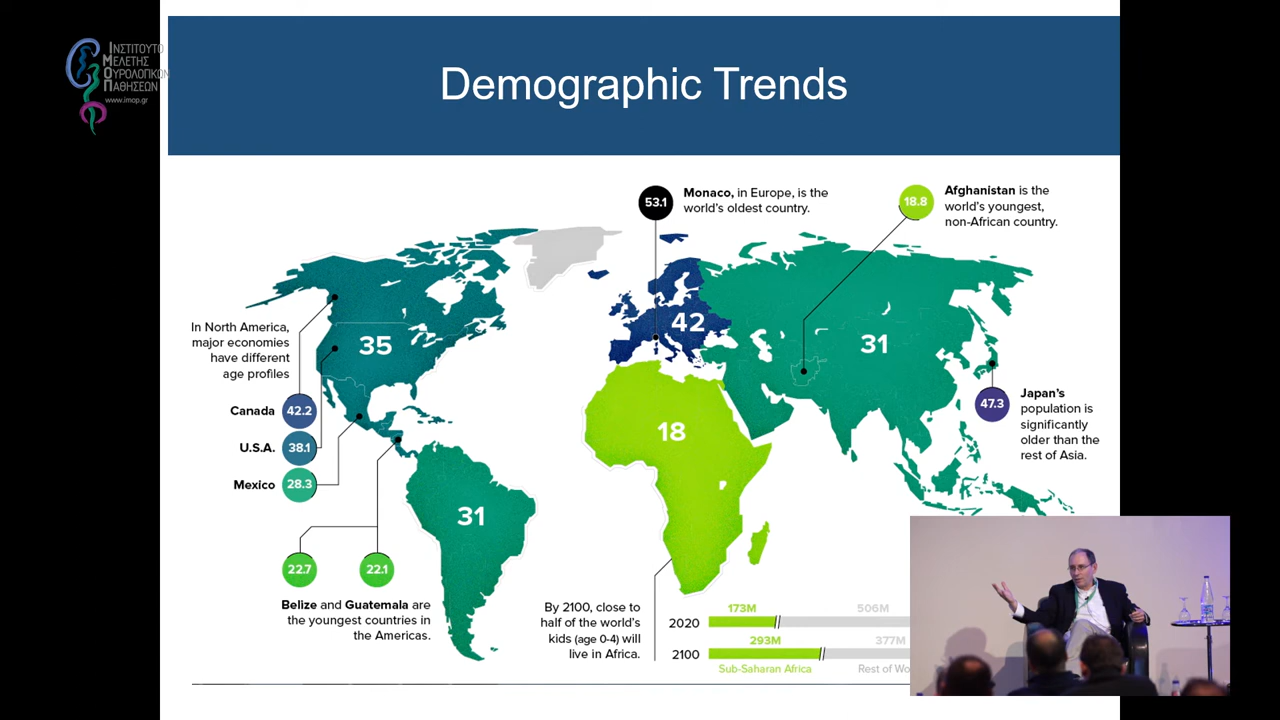 ΙΝΣΤΙΤΟΥΤΟ
ΜΕΛΕΤΗΣ
ΟΥΡΟΛΟΓΙΚΩΝ
ΠΑΘΗΣΕΩΝ
www.imop.gr
Demographic Trends
53.1
Monaco, in Europe, is the
world's oldest country.
18.8
Afghanistan is the
world's youngest,
non-African country.
In North America,
major economies
have different
age profiles
35
42
31
Canada 42.2
U.S.A. 38.1
Mexico 28.3
18
47.3
Japan's
population is
significantly
older than the
rest of Asia.
31
22.7
22.1
Belize and Guatemala are
the youngest countries in
the Americas.
By 2100, close to
half of the world's
kids (age 0-4) will
live in Africa.
173M 506M
2020
293M 377M
2100
Sub-Saharan Africa Rest of